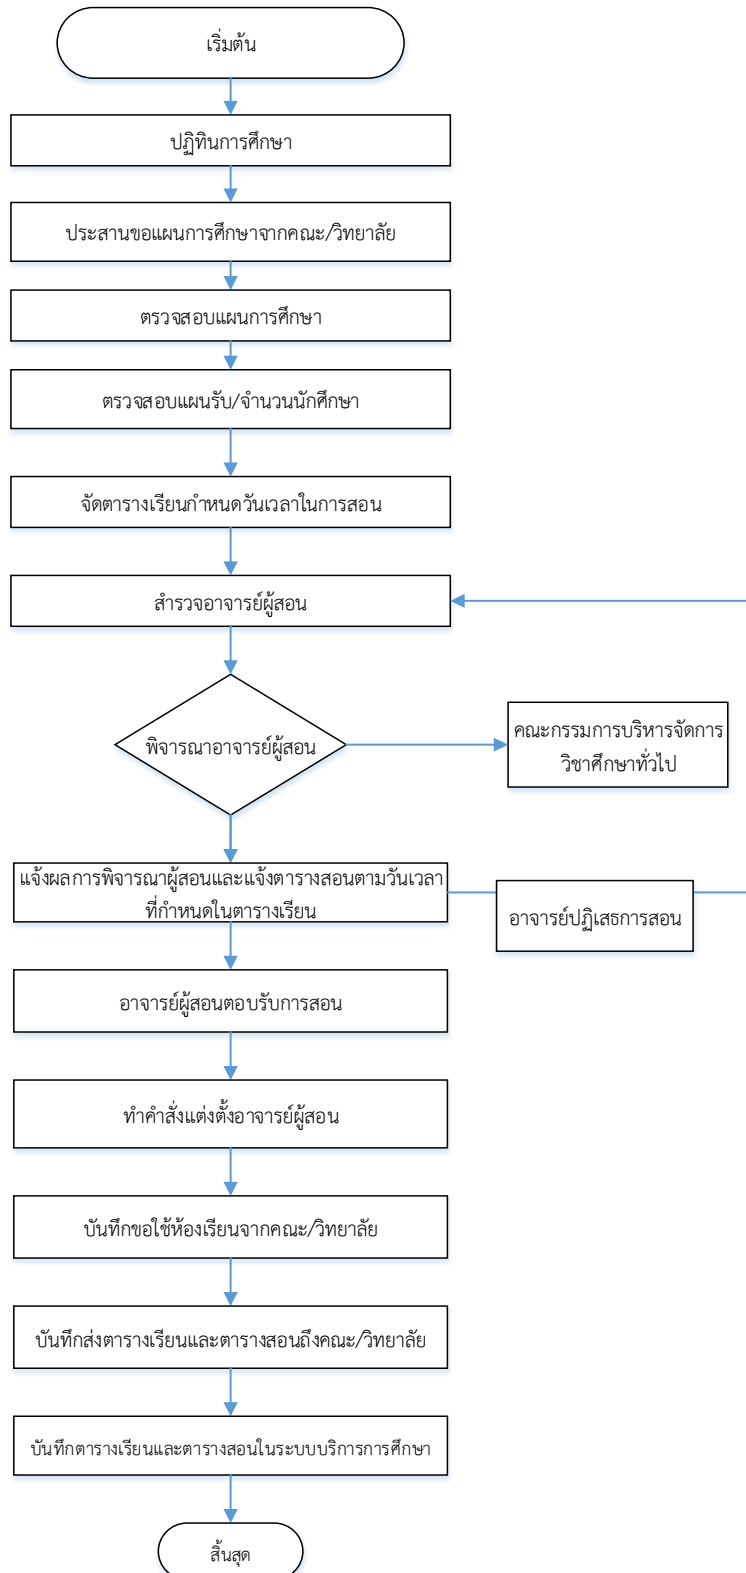 เริ่มต้น
ปฏิทินการศึกษา
ประสานขอแผนการศึกษาจากคณะ/วิทยาลัย
ตรวจสอบแผนการศึกษา
ตรวจสอบแผนรับ/จำนวนนักศึกษา
จัดตารางเรียนกำหนดวันเวลาในการสอน
สำรวจอาจารย์ผู้สอน
พิจารณาอาจารย์ผู้สอน
คณะกรรมการบริหารจัดการ
วิชาศึกษาทั่วไป
แจ้งผลการพิจารณาผู้สอนและแจ้งตารางสอนตามวันเวลา
ที่กำหนดในตารางเรียน
อาจารย์ปฏิเสธการสอน
อาจารย์ผู้สอนตอบรับการสอน
ทำคำสั่งแต่งตั้งอาจารย์ผู้สอน
บันทึกขอใช้ห้องเรียนจากคณะ/วิทยาลัย
บันทึกส่งตารางเรียนและตารางสอนถึงคณะ/วิทยาลัย
บันทึกตารางเรียนและตารางสอนในระบบบริการการศึกษา
สิ้นสุด